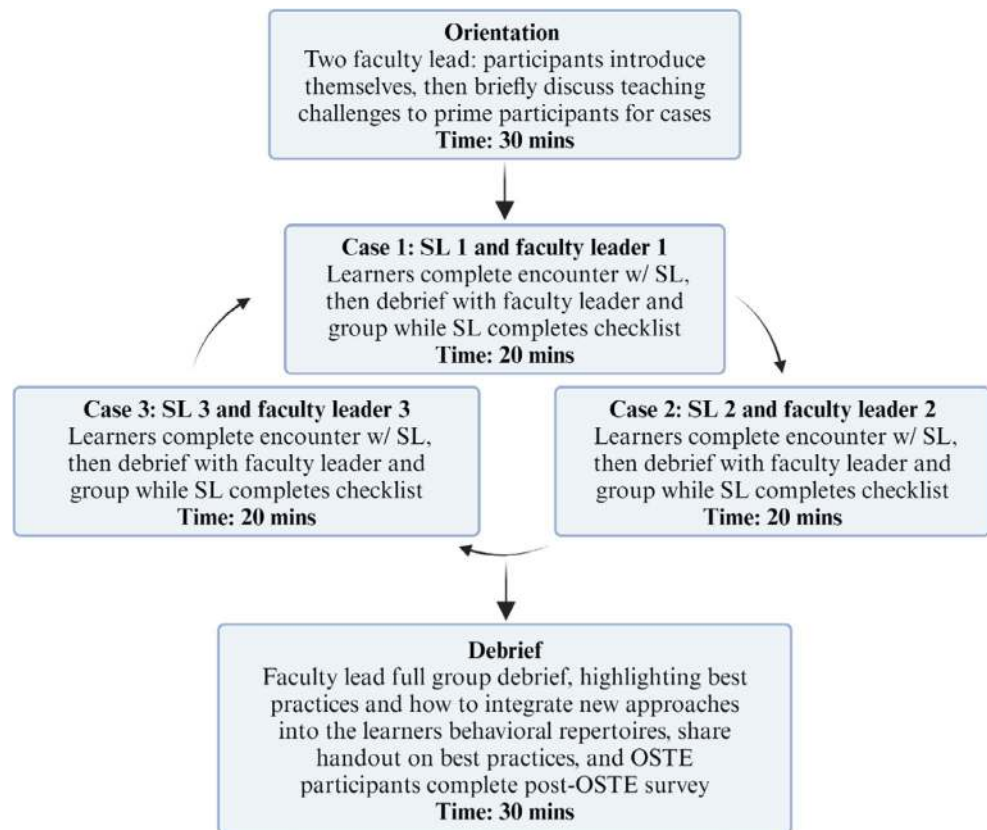 Orientation
Two faculty lead: participants introduce
themselves, then briefly discuss teaching
challenges to prime participants for cases
Time: 30 mins
Case 1: SL 1 and faculty leader 1
Learners complete encounter w/ SL,
then debrief with faculty leader and
group while SL completes checklist
Time: 20 mins
Case 3: SL 3 and faculty leader 3
Learners complete encounter w/ SL,
then debrief with faculty leader and
group while SL completes checklist
Time: 20 mins
Case 2: SL 2 and faculty leader 2
Learners complete encounter w/ SL,
then debrief with faculty leader and
group while SL completes checklist
Time: 20 mins
Debrief
Faculty lead full group debrief, highlighting best
practices and how to integrate new approaches
into the learners behavioral repertoires, share
handout on best practices, and OSTE
participants complete post-OSTE survey
Time: 30 mins